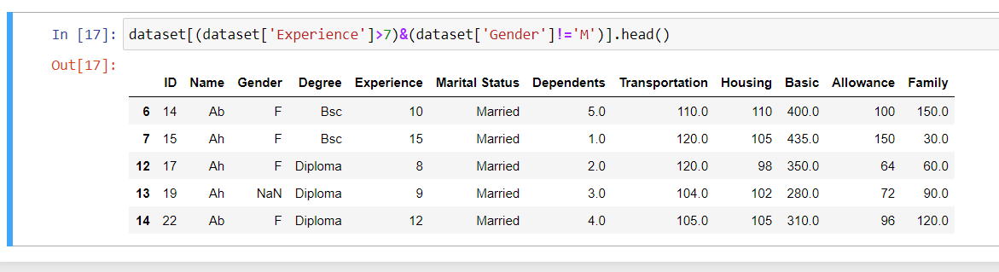 In [17]: dataset[(dataset['Experience']>7)&(dataset['Gender']!='M')].head()
Out[17]:
ID Name Gender Degree Experience Marital Status Dependents Transportation Housing Basic Allowance Family
6 14 Ab F Bsc 10 Married 5.0 110.0 110 400.0 100 150.0
7 15 Ah F Bsc 15 Married 1.0 120.0 105 435.0 150 30.0
12 17 Ah F Diploma 8 Married 2.0 120.0 98 350.0 64 60.0
13 19 Ah NaN Diploma 9 Married 3.0 104.0 102 280.0 72 90.0
14 22 Ab F Diploma 12 Married 4.0 105.0 105 310.0 96 120.0